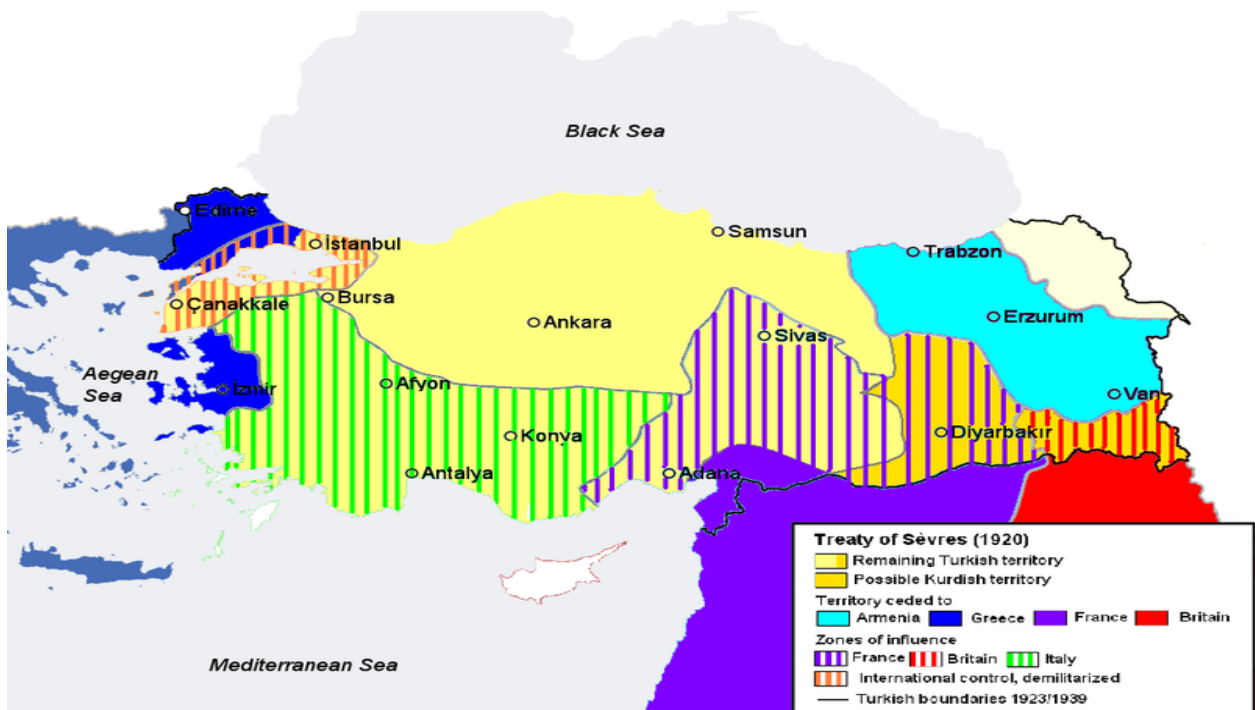 Black Sea
Edirne
İstanbul
Samsun
Trabzon
Çanakkale
Bursa
Ankara
Sivas
Erzurum
Aegean
Sea
İzmir
Afyon
Van
Konya
Diyarbakır
Antalya
Adana
Mediterranean Sea
Treaty of Sèvres (1920)
Remaining Turkish territory
Possible Kurdish territory
Territory ceded to
Armenia Greece France Britain
Zones of influence
France Britain Italy
International control, demilitarized
Turkish boundaries 1923/1939